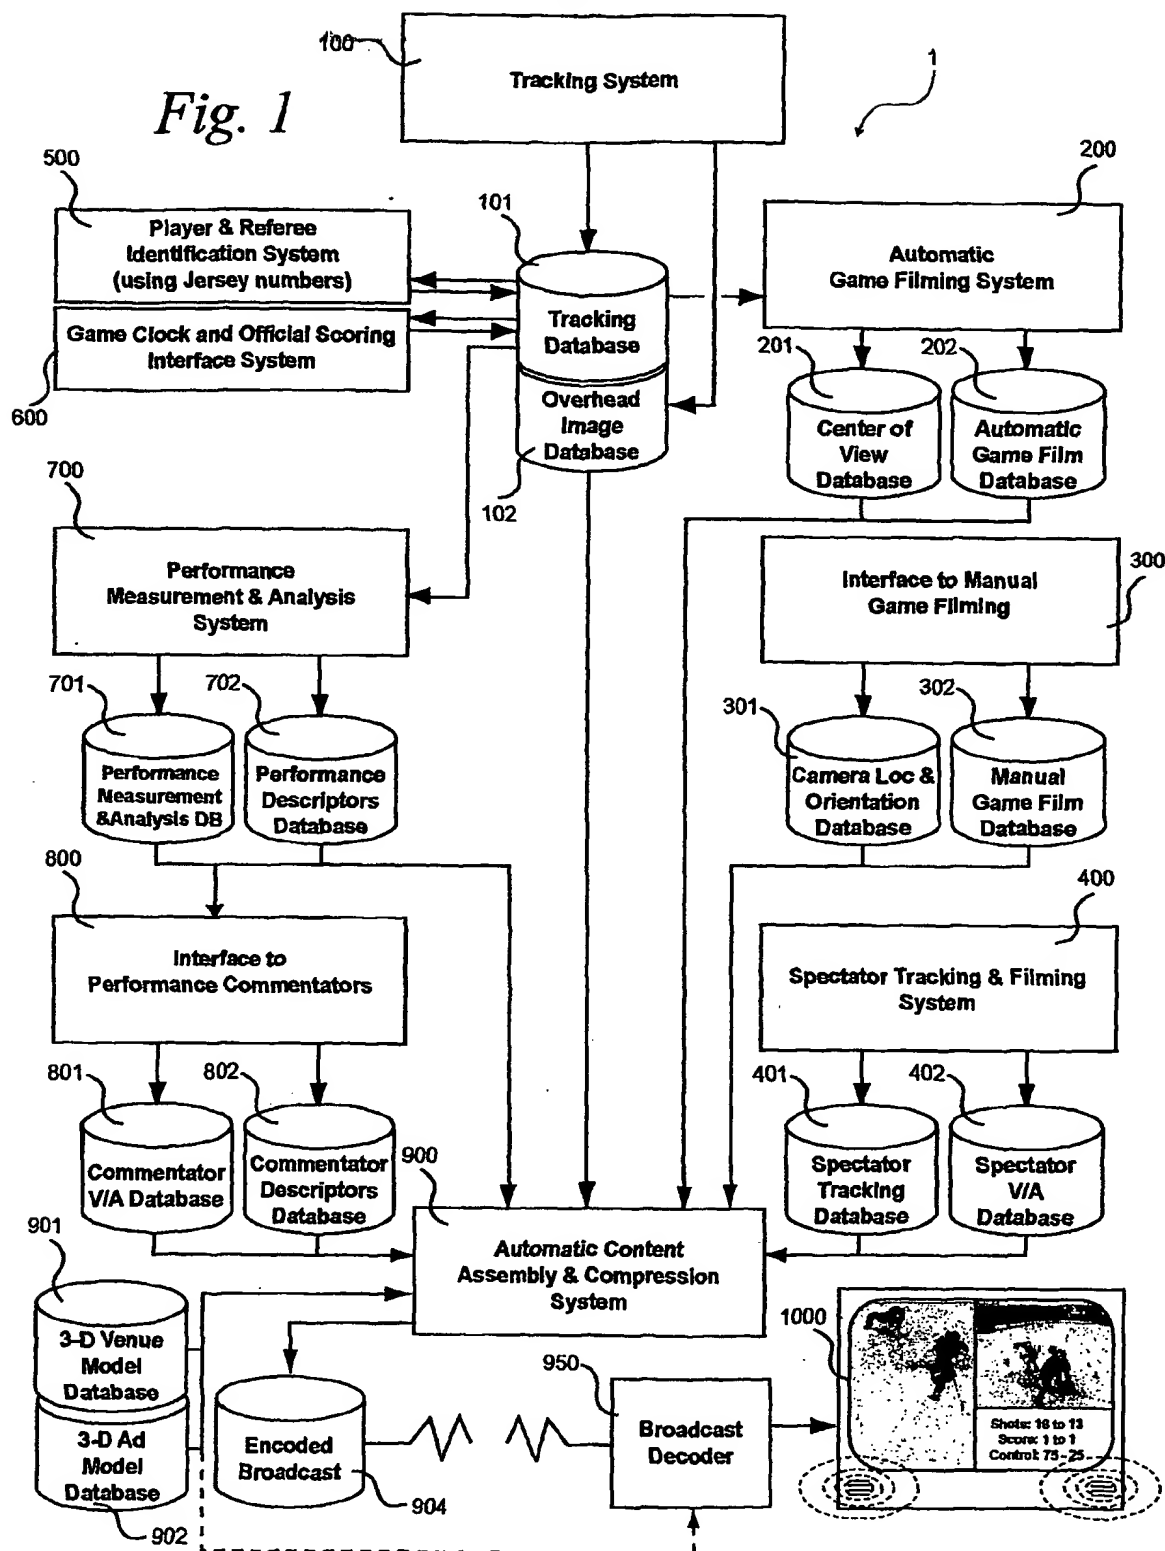 100
Tracking System
1
Fig. 1
500
Player & Referee
Identification System
(using Jersey numbers)
Game Clock and Official Scoring
Interface System
600
101
Tracking
Database
Overhead
Image
Database
102
200
Automatic
Game Filming System
201
202
Center of
View
Database
Automatic
Game Film
Database
700
Performance
Measurement & Analysis
System
300
Interface to Manual
Game Filming
701
702
Performance
Measurement
&Analysis DB
Performance
Descriptors
Database
301
302
Camera Loc &
Orientation
Database
Manual
Game Film
Database
800
Interface to
Performance Commentators
400
Spectator Tracking & Filming
System
801
802
Commentator
V/A Database
Commentator
Descriptors
Database
401
402
Spectator
Tracking
Database
Spectator
V/A
Database
900
Automatic Content
Assembly & Compression
System
901
3-D Venue
Model
Database
3-D Ad
Model
Database
902
Encoded
Broadcast
904
950
Broadcast
Decoder
1000
Shots: 16 to 13
Score: 1 to 1
Control: 75-25